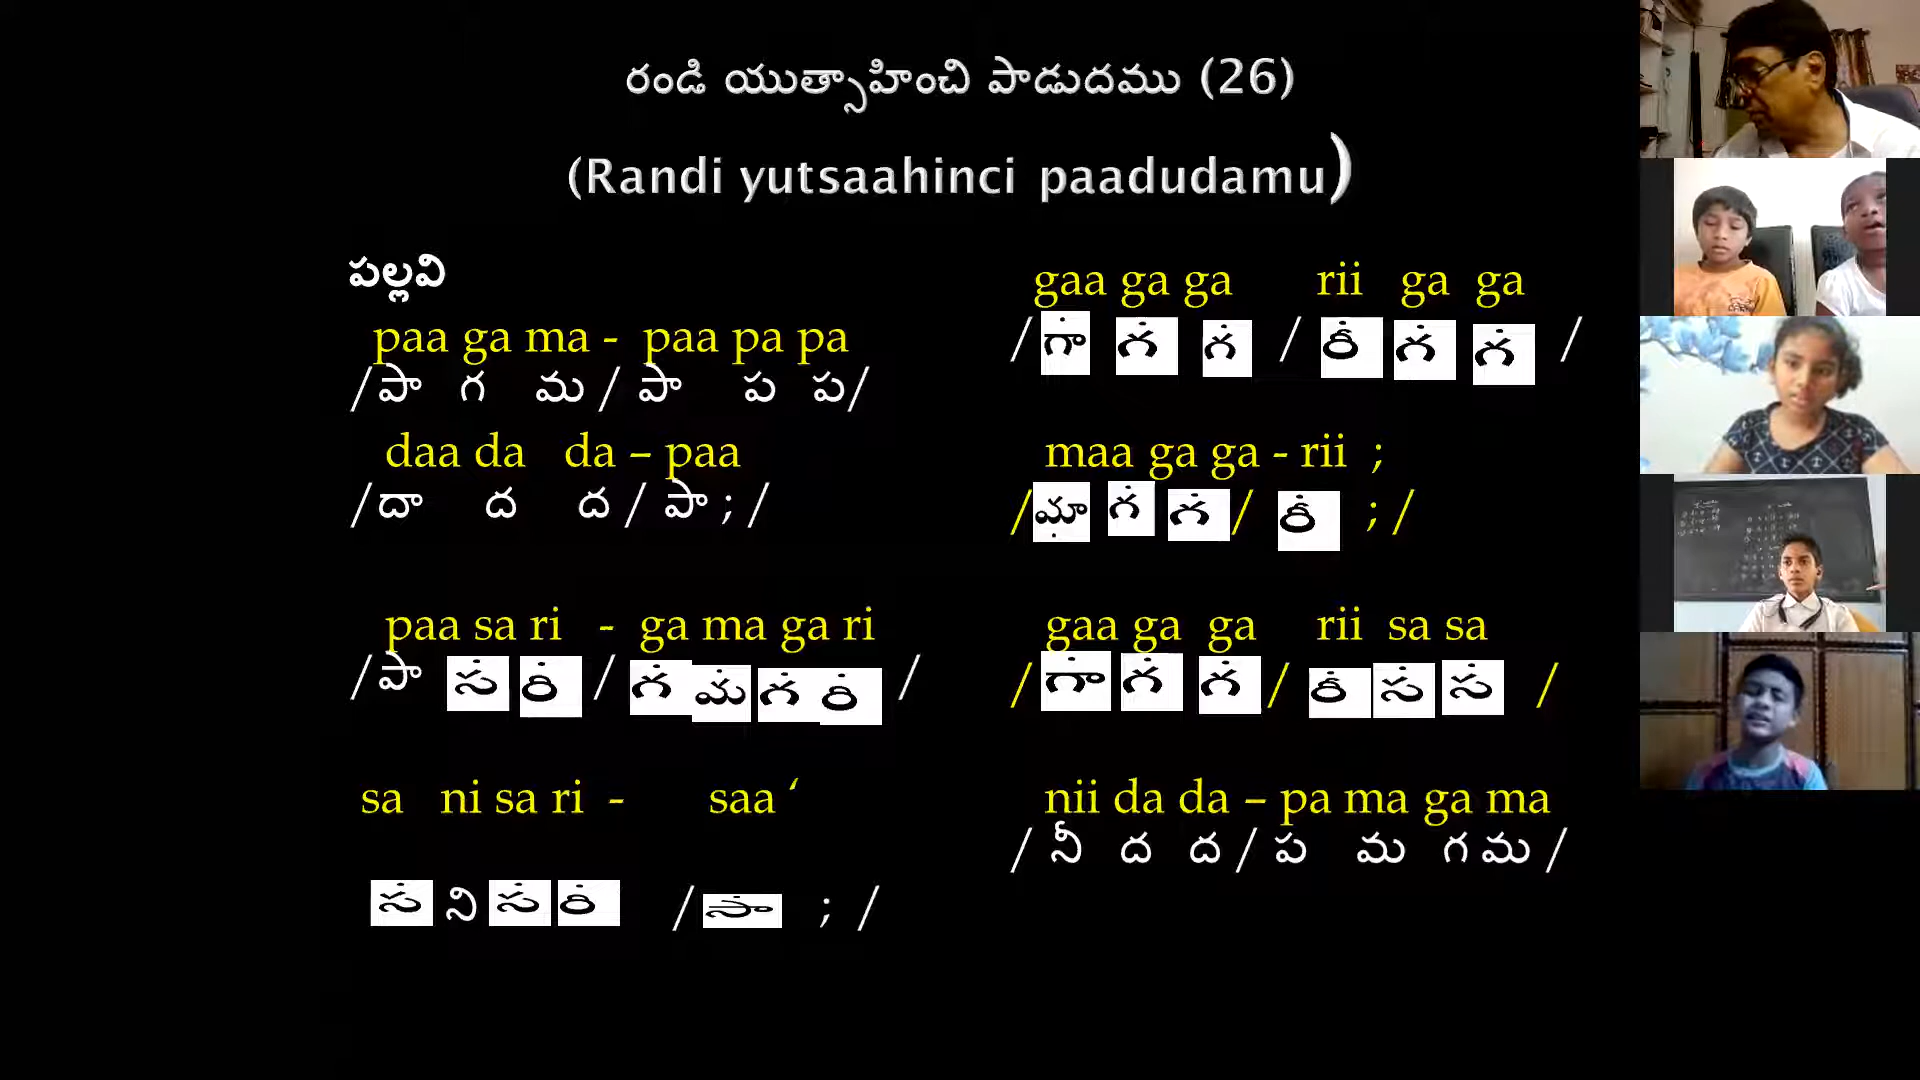 రండి యుత్సాహించి పాడుదము (26)
(Randi yutsaahinci paadudamu)
పల్లవి
paa ga ma - paa pa pa
/పా గ మ / పా ప ప/
daa da da – paa
/దా ద ద / పా ; /
paa sa ri - ga ma ga ri
/పా సం రిం / గం మం గం రిం /
sa ni sa ri - saa ‘
సం ని సం రిం / సాం ; /
gaa ga ga rii ga ga
/ గాం గం గం / రీం గం గం /
maa ga ga - rii ;
/మా గం గం / రీం ; /
gaa ga ga rii sa sa
/ గాం గం గం / రీం సం సం /
nii da da – pa ma ga ma
/ నీ ద ద / ప మ గ మ /